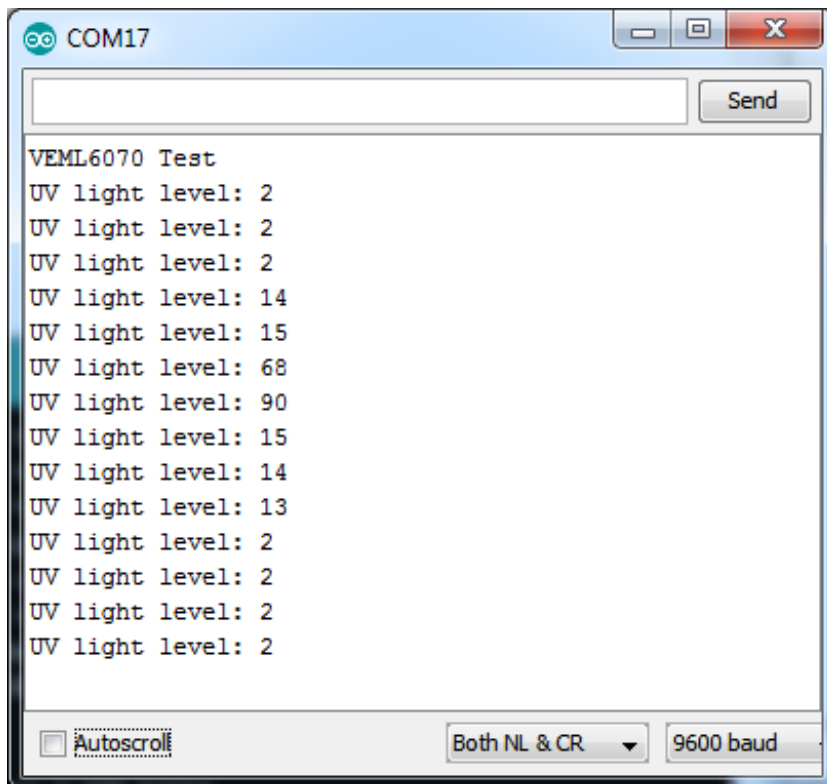 COM17
Send
VEML6070 Test
UV light level: 2
UV light level: 2
UV light level: 2
UV light level: 14
UV light level: 15
UV light level: 68
UV light level: 90
UV light level: 15
UV light level: 14
UV light level: 13
UV light level: 2
UV light level: 2
UV light level: 2
UV light level: 2
Autoscroll Both NL & CR 9600 baud